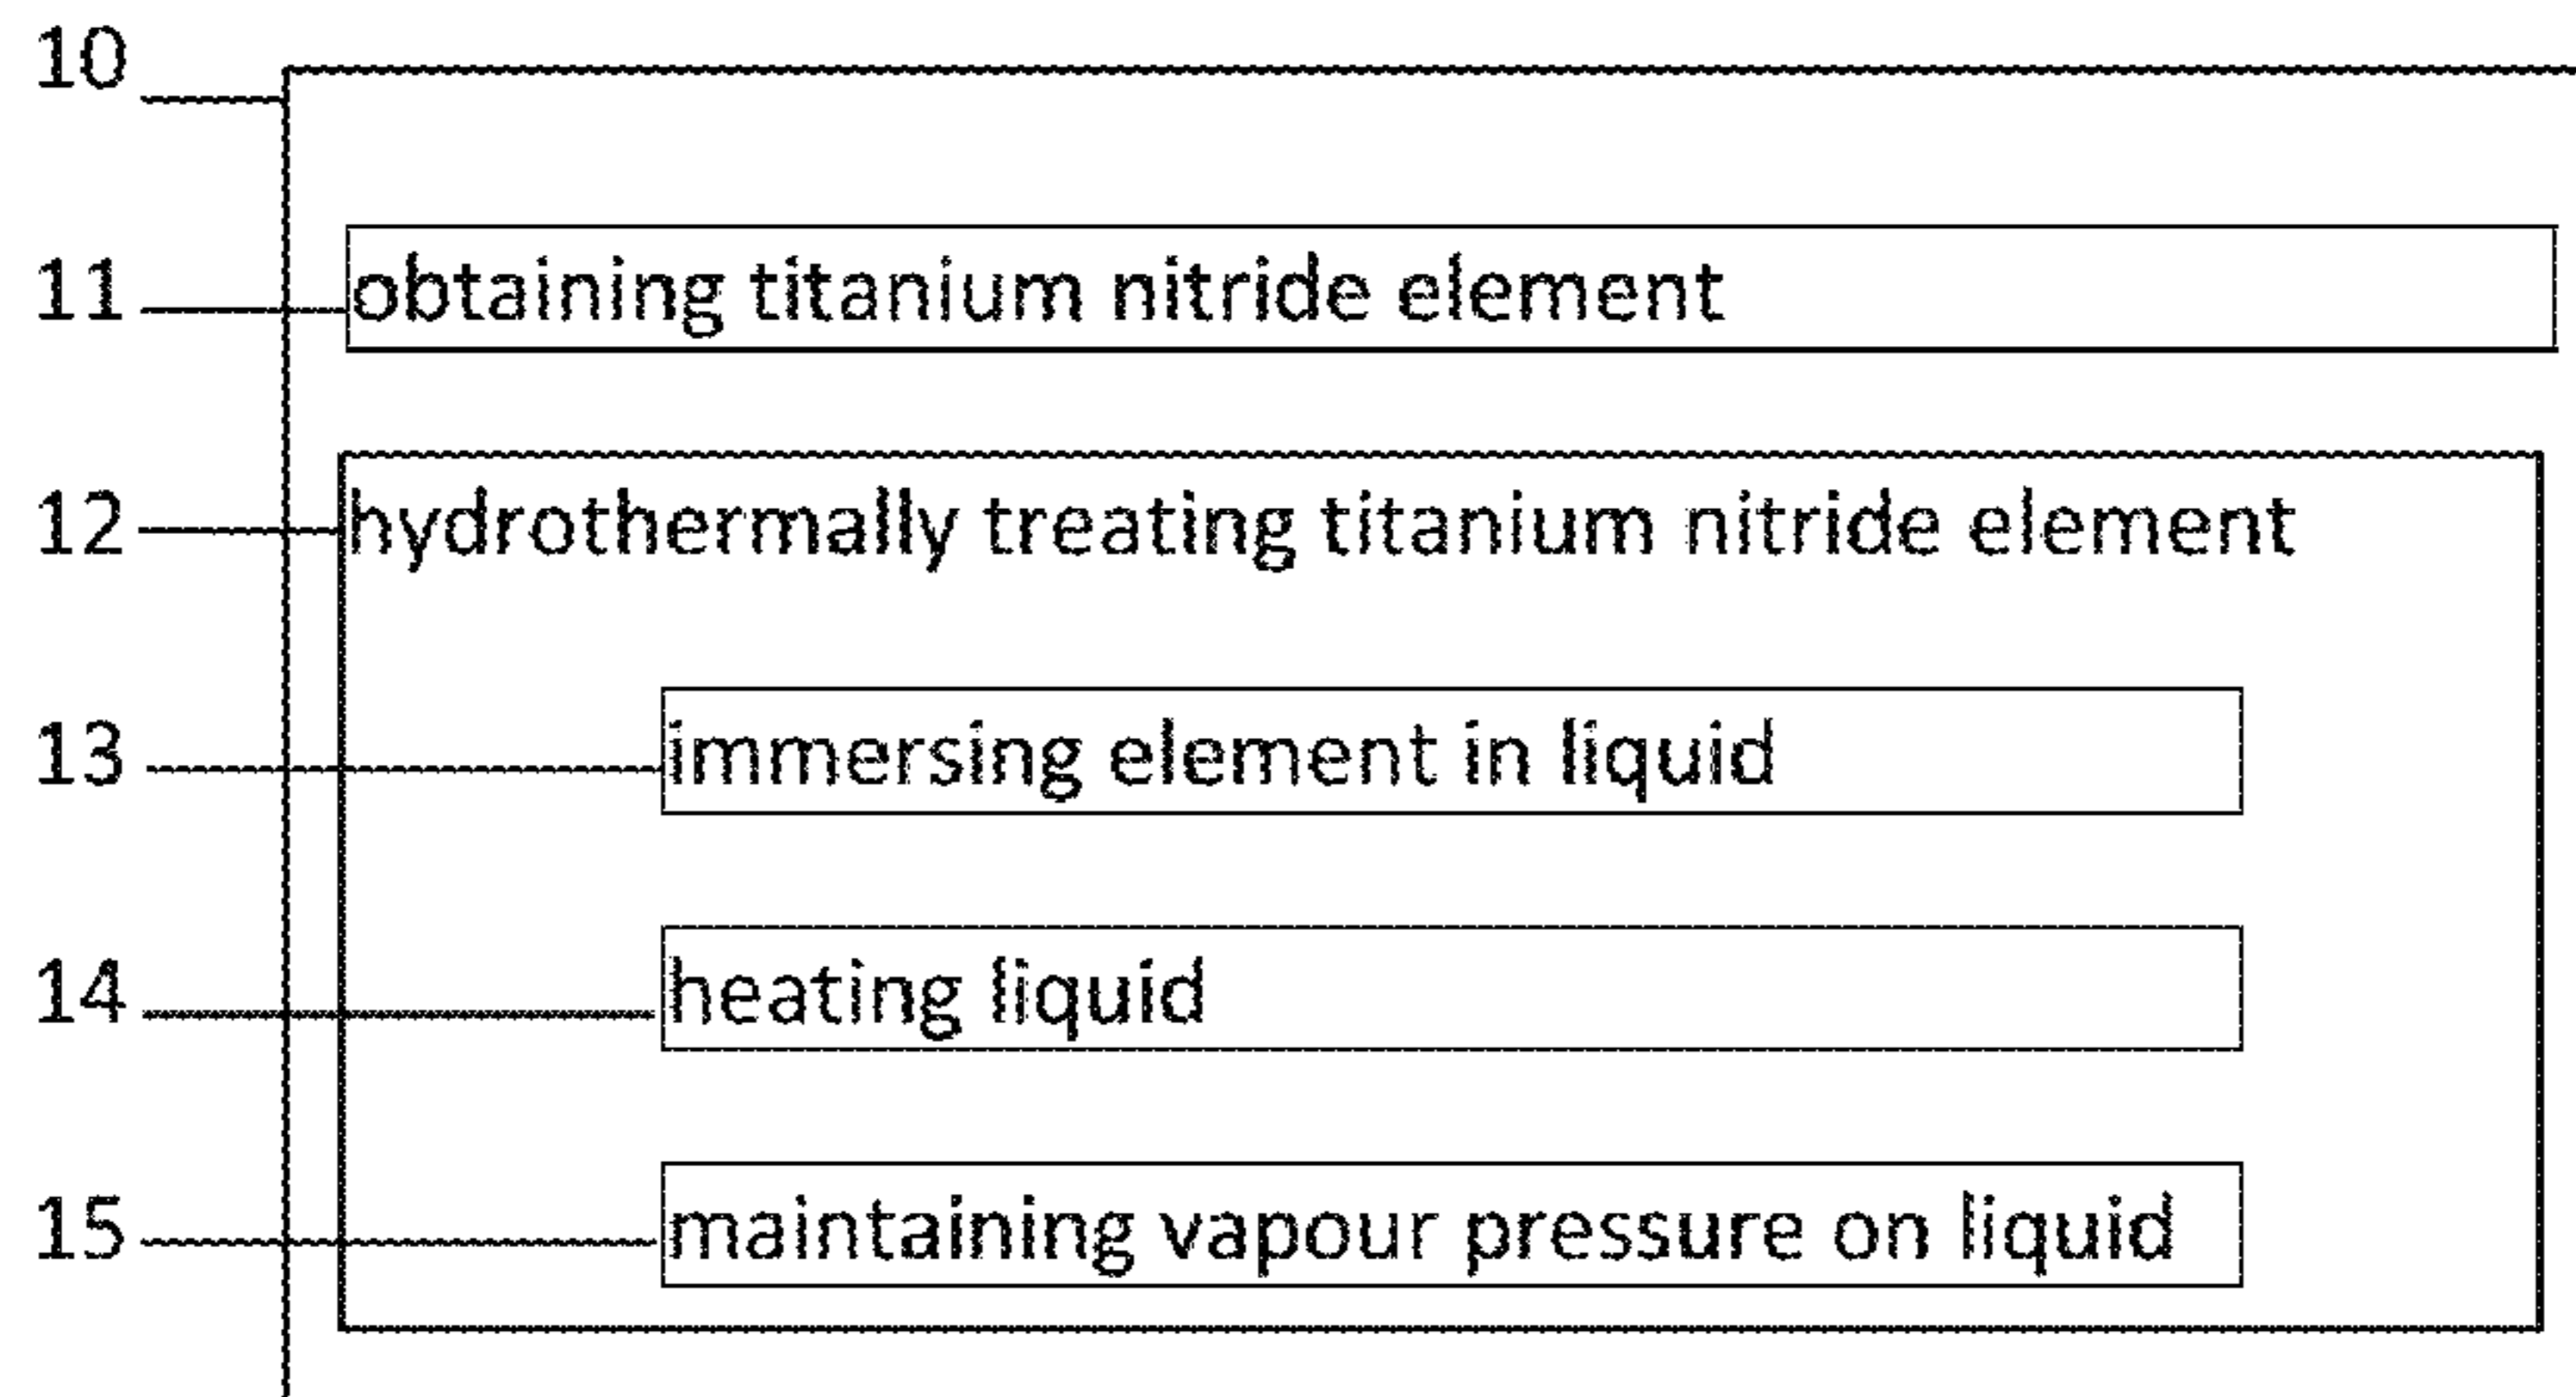 10
11 obtaining titanium nitride element
12 hydrothermally treating titanium nitride element
13 immersing element in liquid
14 heating liquid
15 maintaining vapour pressure on liquid